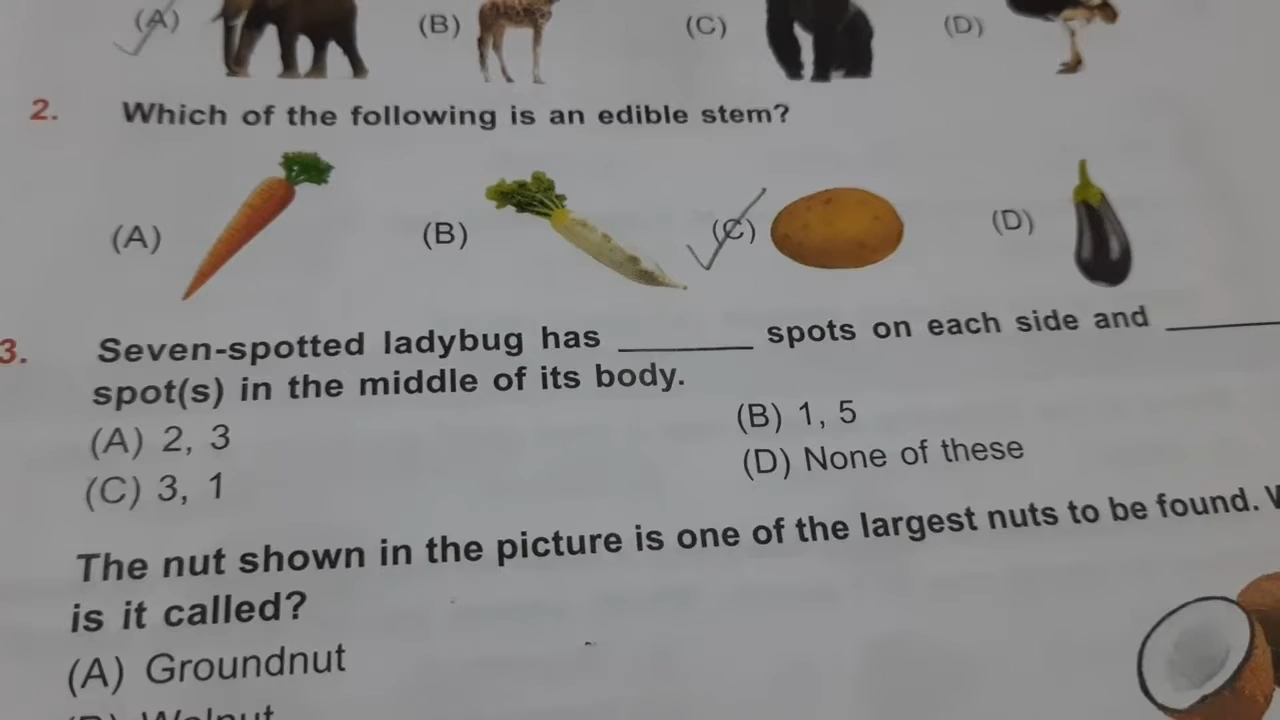 (A) (B) (C) (D)
2. Which of the following is an edible stem?
(A) (B) (C) (D)
3. Seven-spotted ladybug has ________ spots on each side and ________
spot(s) in the middle of its body.
(A) 2, 3 (B) 1, 5
(C) 3, 1 (D) None of these
The nut shown in the picture is one of the largest nuts to be found.
is it called?
(A) Groundnut
Walnut